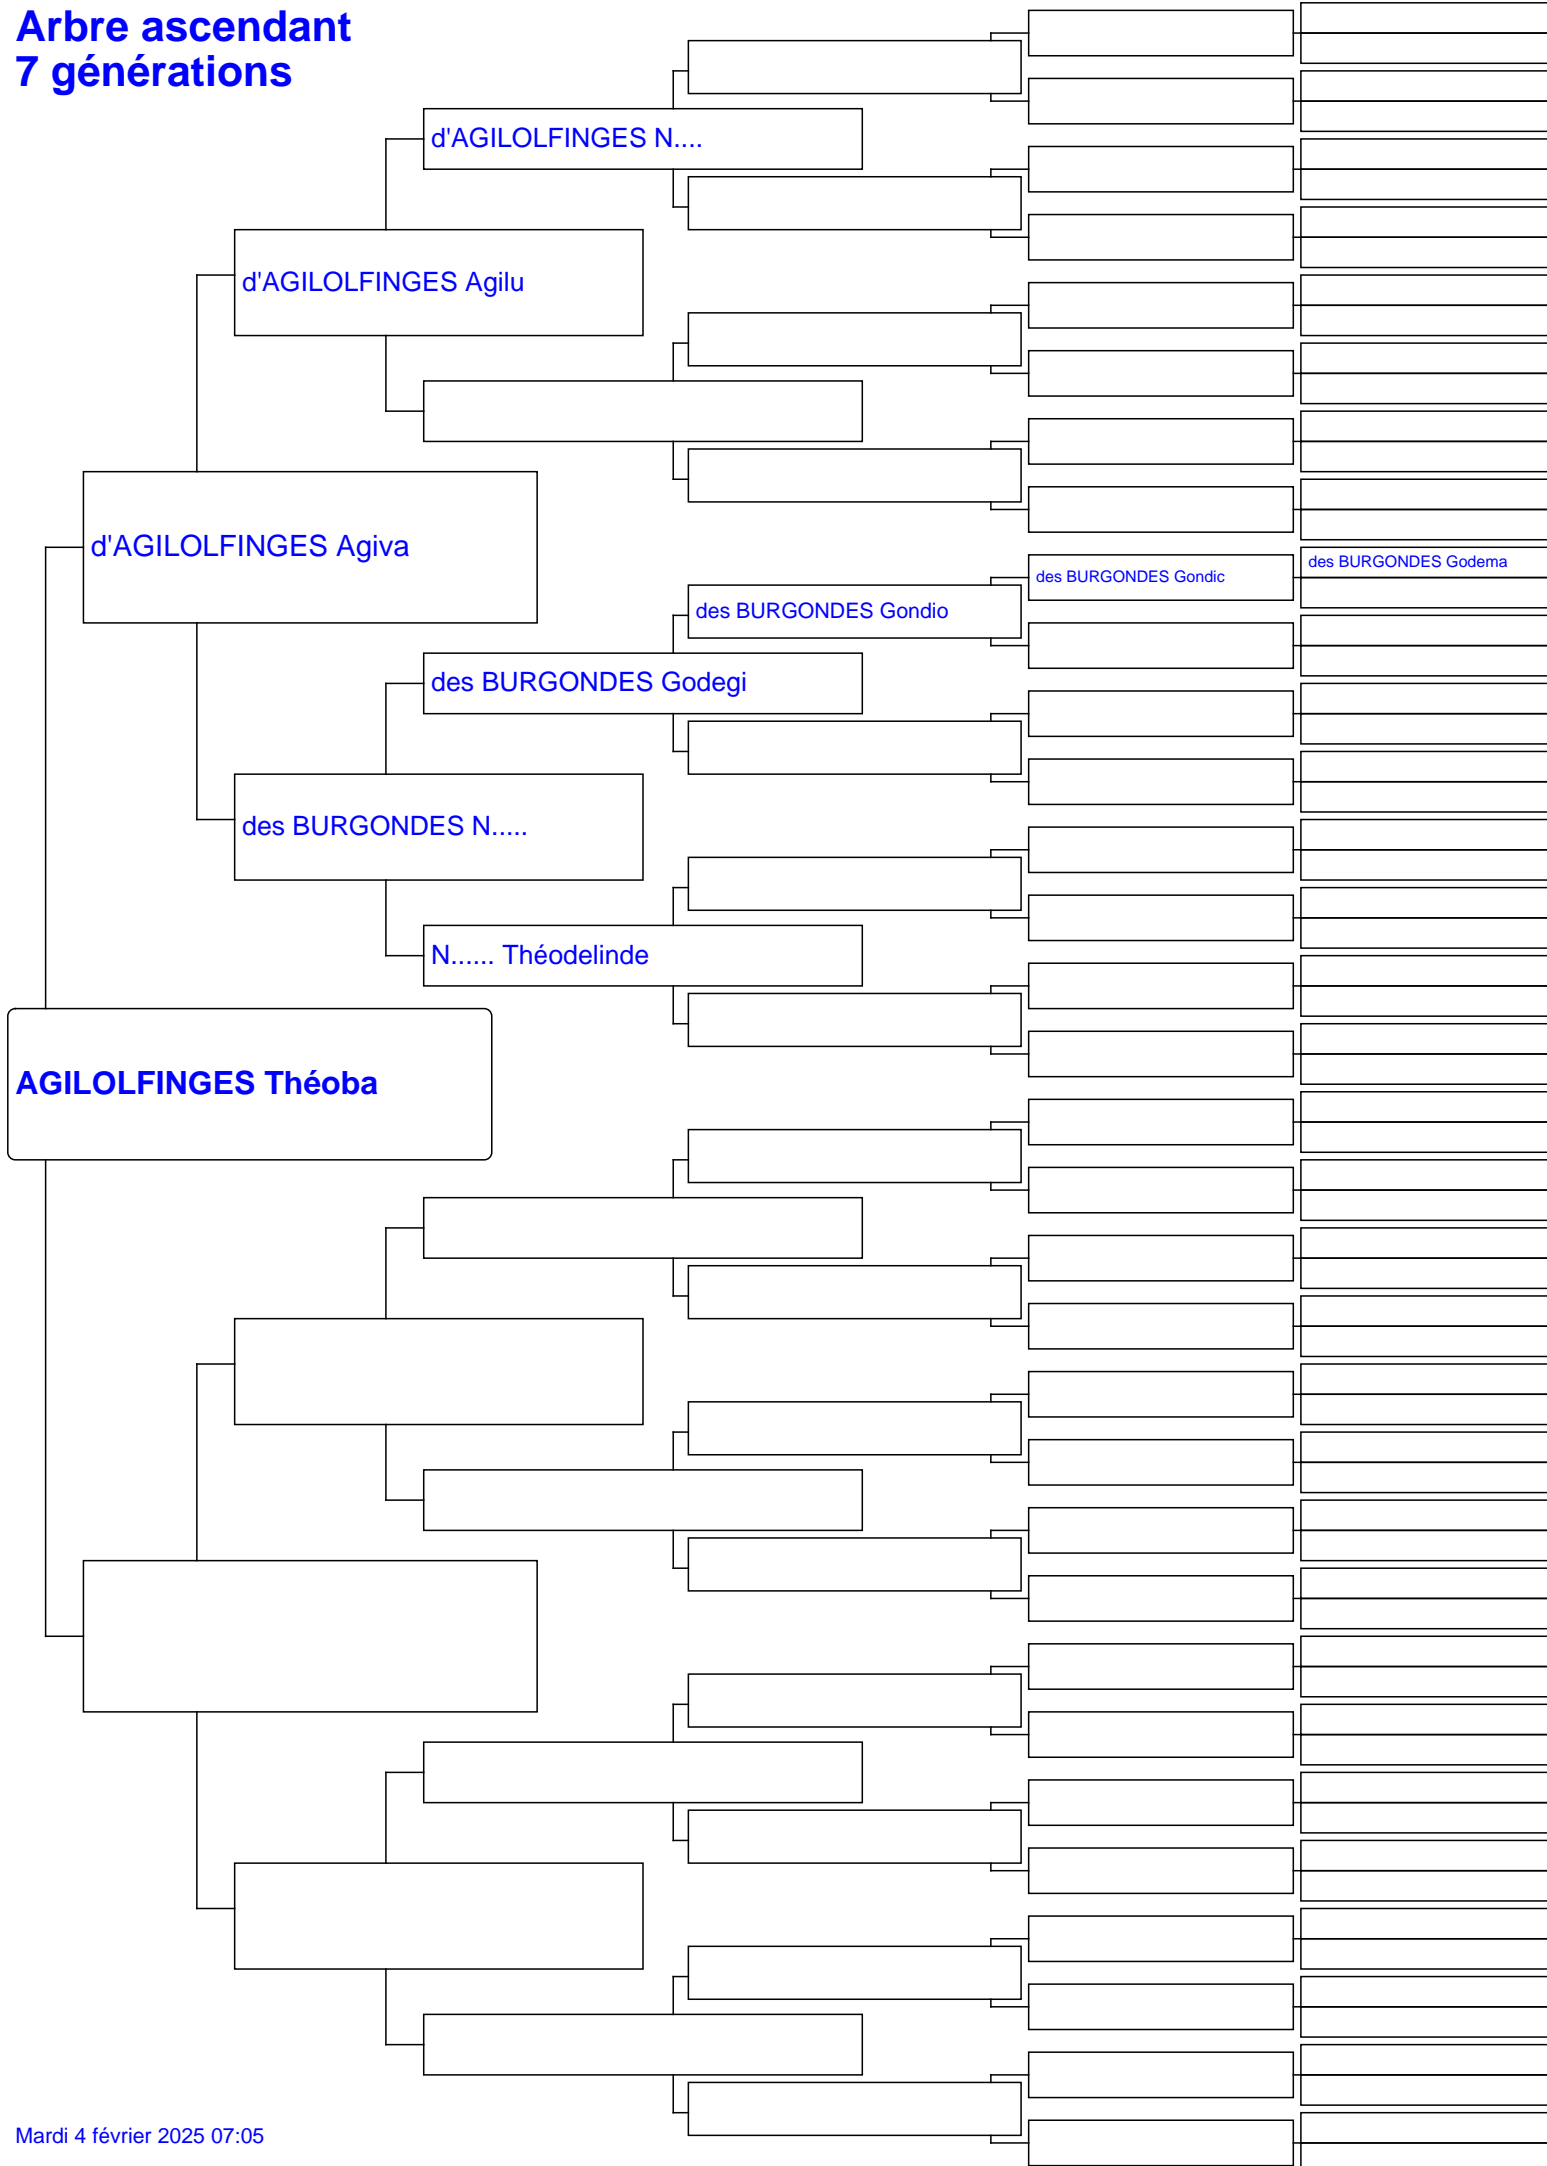 Arbre ascendant
7 générations
d'AGILOLFINGES N....
d'AGILOLFINGES Agilu
d'AGILOLFINGES Agiva
des BURGONDES Godema
des BURGONDES Gondic
des BURGONDES Gondio
des BURGONDES Godegi
des BURGONDES N.....
N...... Théodelinde
AGILOLFINGES Théoba
Mardi 4 février 2025 07:05